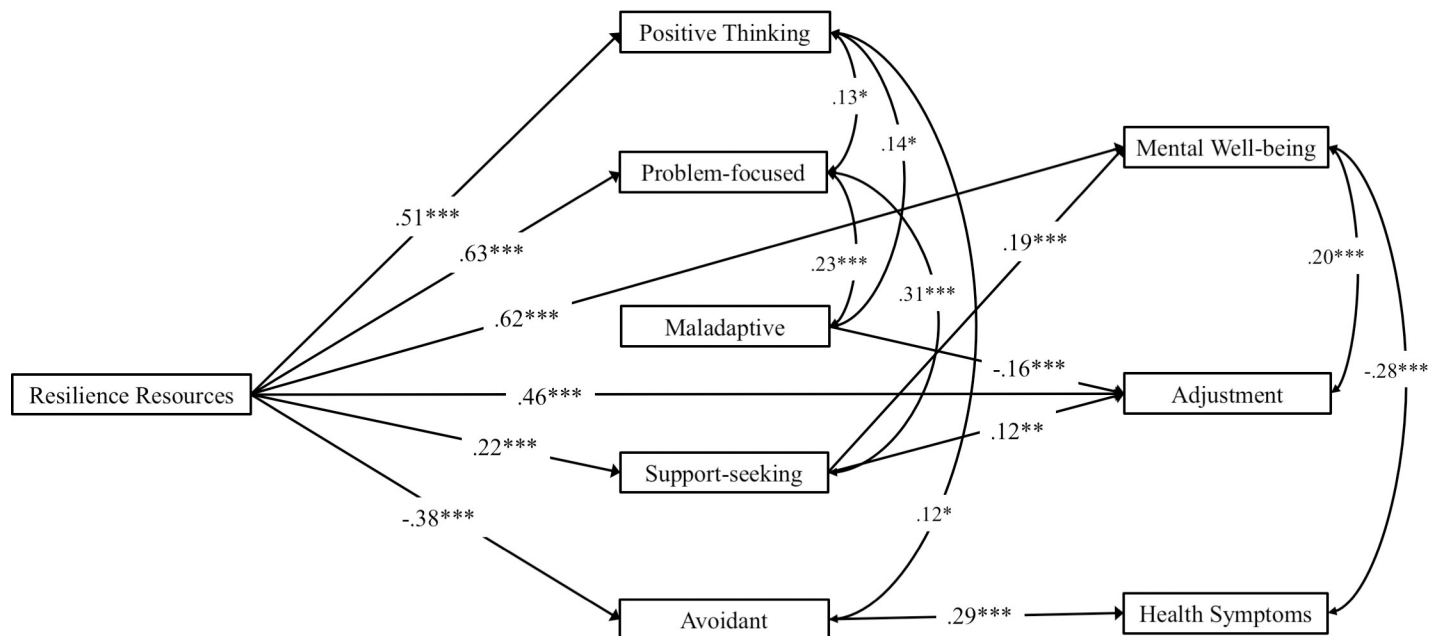 Positive Thinking
.13*
.14*
Mental Well-being
Problem-focused
.51***
.63***
.19***
.20***
.23***
.31***
.62***
Maladaptive
-.16***
-.28***
Resilience Resources
.46***
Adjustment
.22***
.12**
Support-seeking
-.38***
.12*
Avoidant
.29***
Health Symptoms